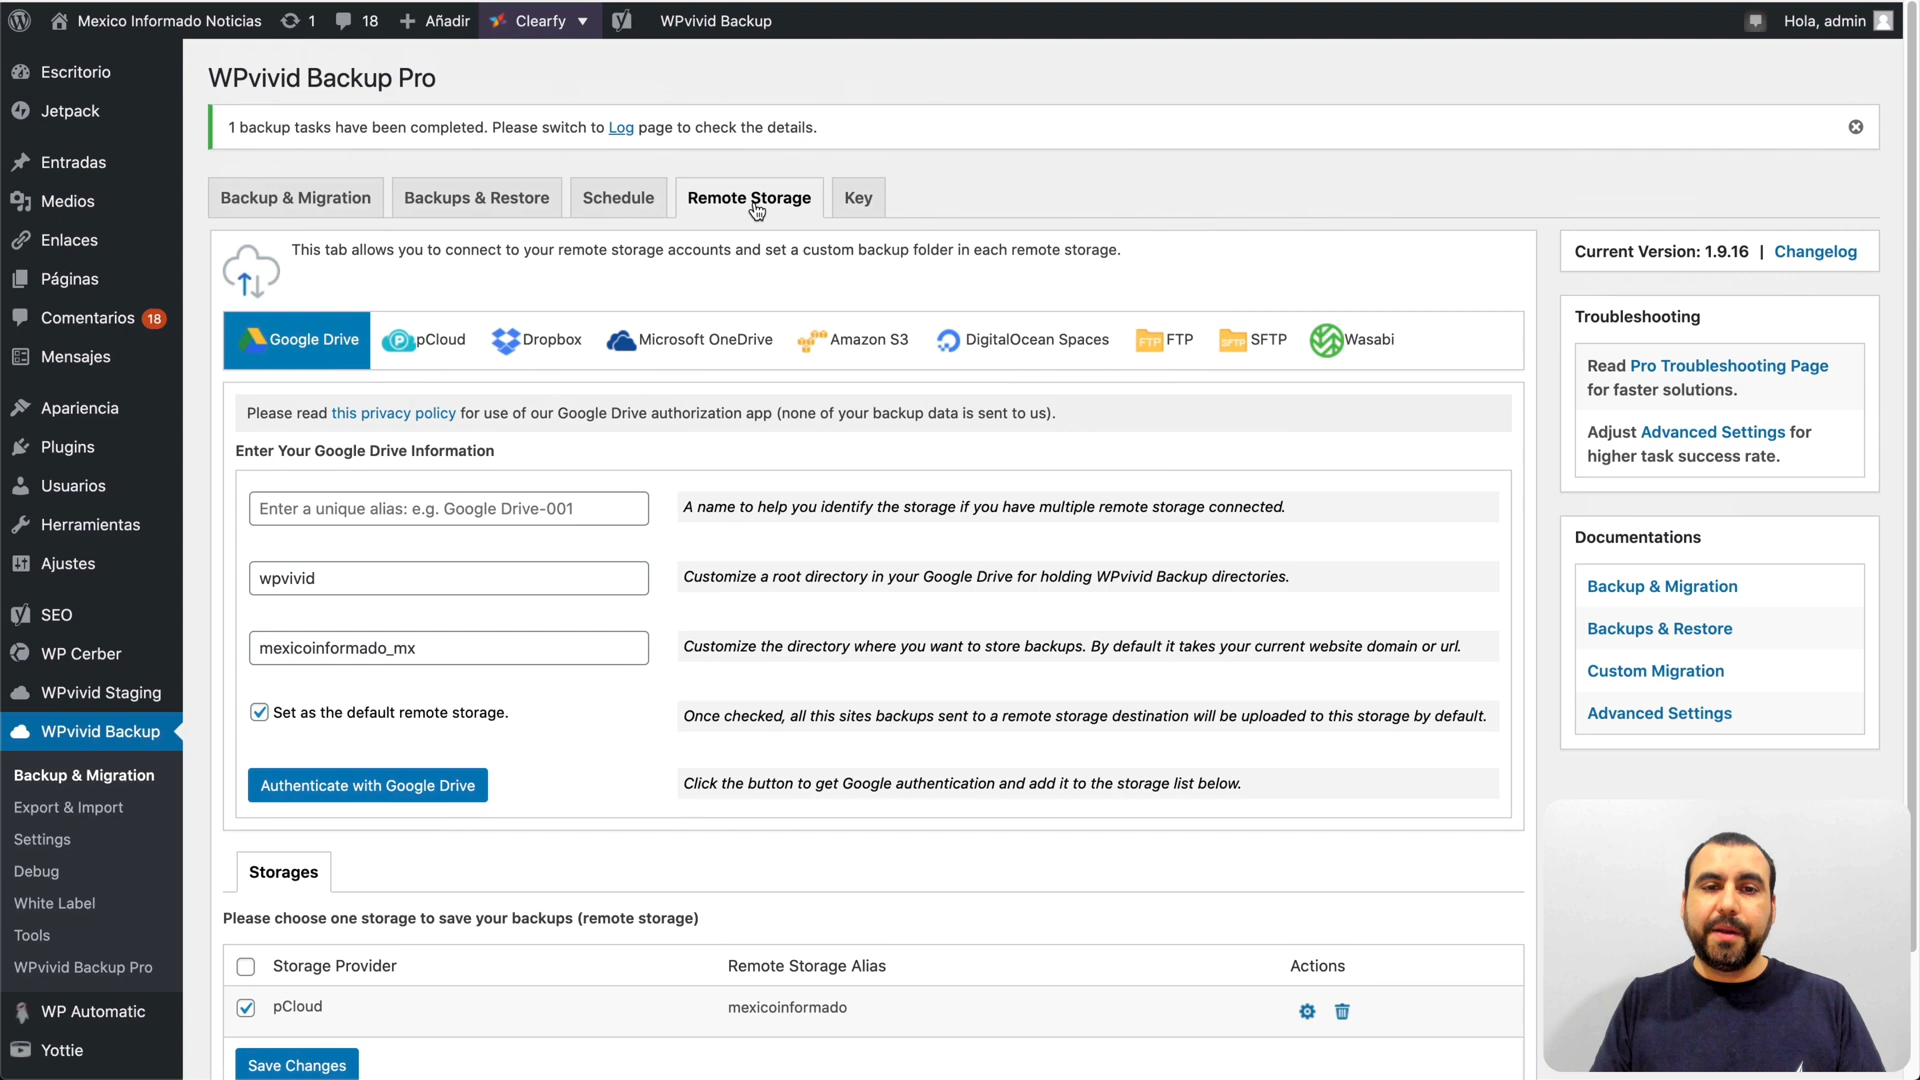 Mexico Informado Noticias 1 18 + Añadir Clearfy ▼ WPvivid Backup Hola, admin
Escritorio
Jetpack
Entradas
Medios
Enlaces
Páginas
Comentarios 18
Mensajes
Apariencia
Plugins
Usuarios
Herramientas
Ajustes
SEO
WP Cerber
WPvivid Staging
WPvivid Backup
Backup & Migration
Export & Import
Settings
Debug
White Label
Tools
WPvivid Backup Pro
WP Automatic
Yottie
WPvivid Backup Pro
1 backup tasks have been completed. Please switch to Log page to check the details.
Backup & Migration Backups & Restore Schedule Remote Storage Key
This tab allows you to connect to your remote storage accounts and set a custom backup folder in each remote storage.
Google Drive pCloud Dropbox Microsoft OneDrive Amazon S3 DigitalOcean Spaces FTP FTP SFTP SFTP Wasabi
Please read this privacy policy for use of our Google Drive authorization app (none of your backup data is sent to us).
Enter Your Google Drive Information
Enter a unique alias: e.g. Google Drive-001 A name to help you identify the storage if you have multiple remote storage connected.
wpvivid Customize a root directory in your Google Drive for holding WPvivid Backup directories.
mexicoinformado_mx Customize the directory where you want to store backups. By default it takes your current website domain or url.
Set as the default remote storage. Once checked, all this sites backups sent to a remote storage destination will be uploaded to this storage by default.
Authenticate with Google Drive Click the button to get Google authentication and add it to the storage list below.
Storages
Please choose one storage to save your backups (remote storage)
Storage Provider Remote Storage Alias Actions
pCloud mexicoinformado
Save Changes
Current Version: 1.9.16 | Changelog
Troubleshooting
Read Pro Troubleshooting Page
for faster solutions.
Adjust Advanced Settings for
higher task success rate.
Documentations
Backup & Migration
Backups & Restore
Custom Migration
Advanced Settings